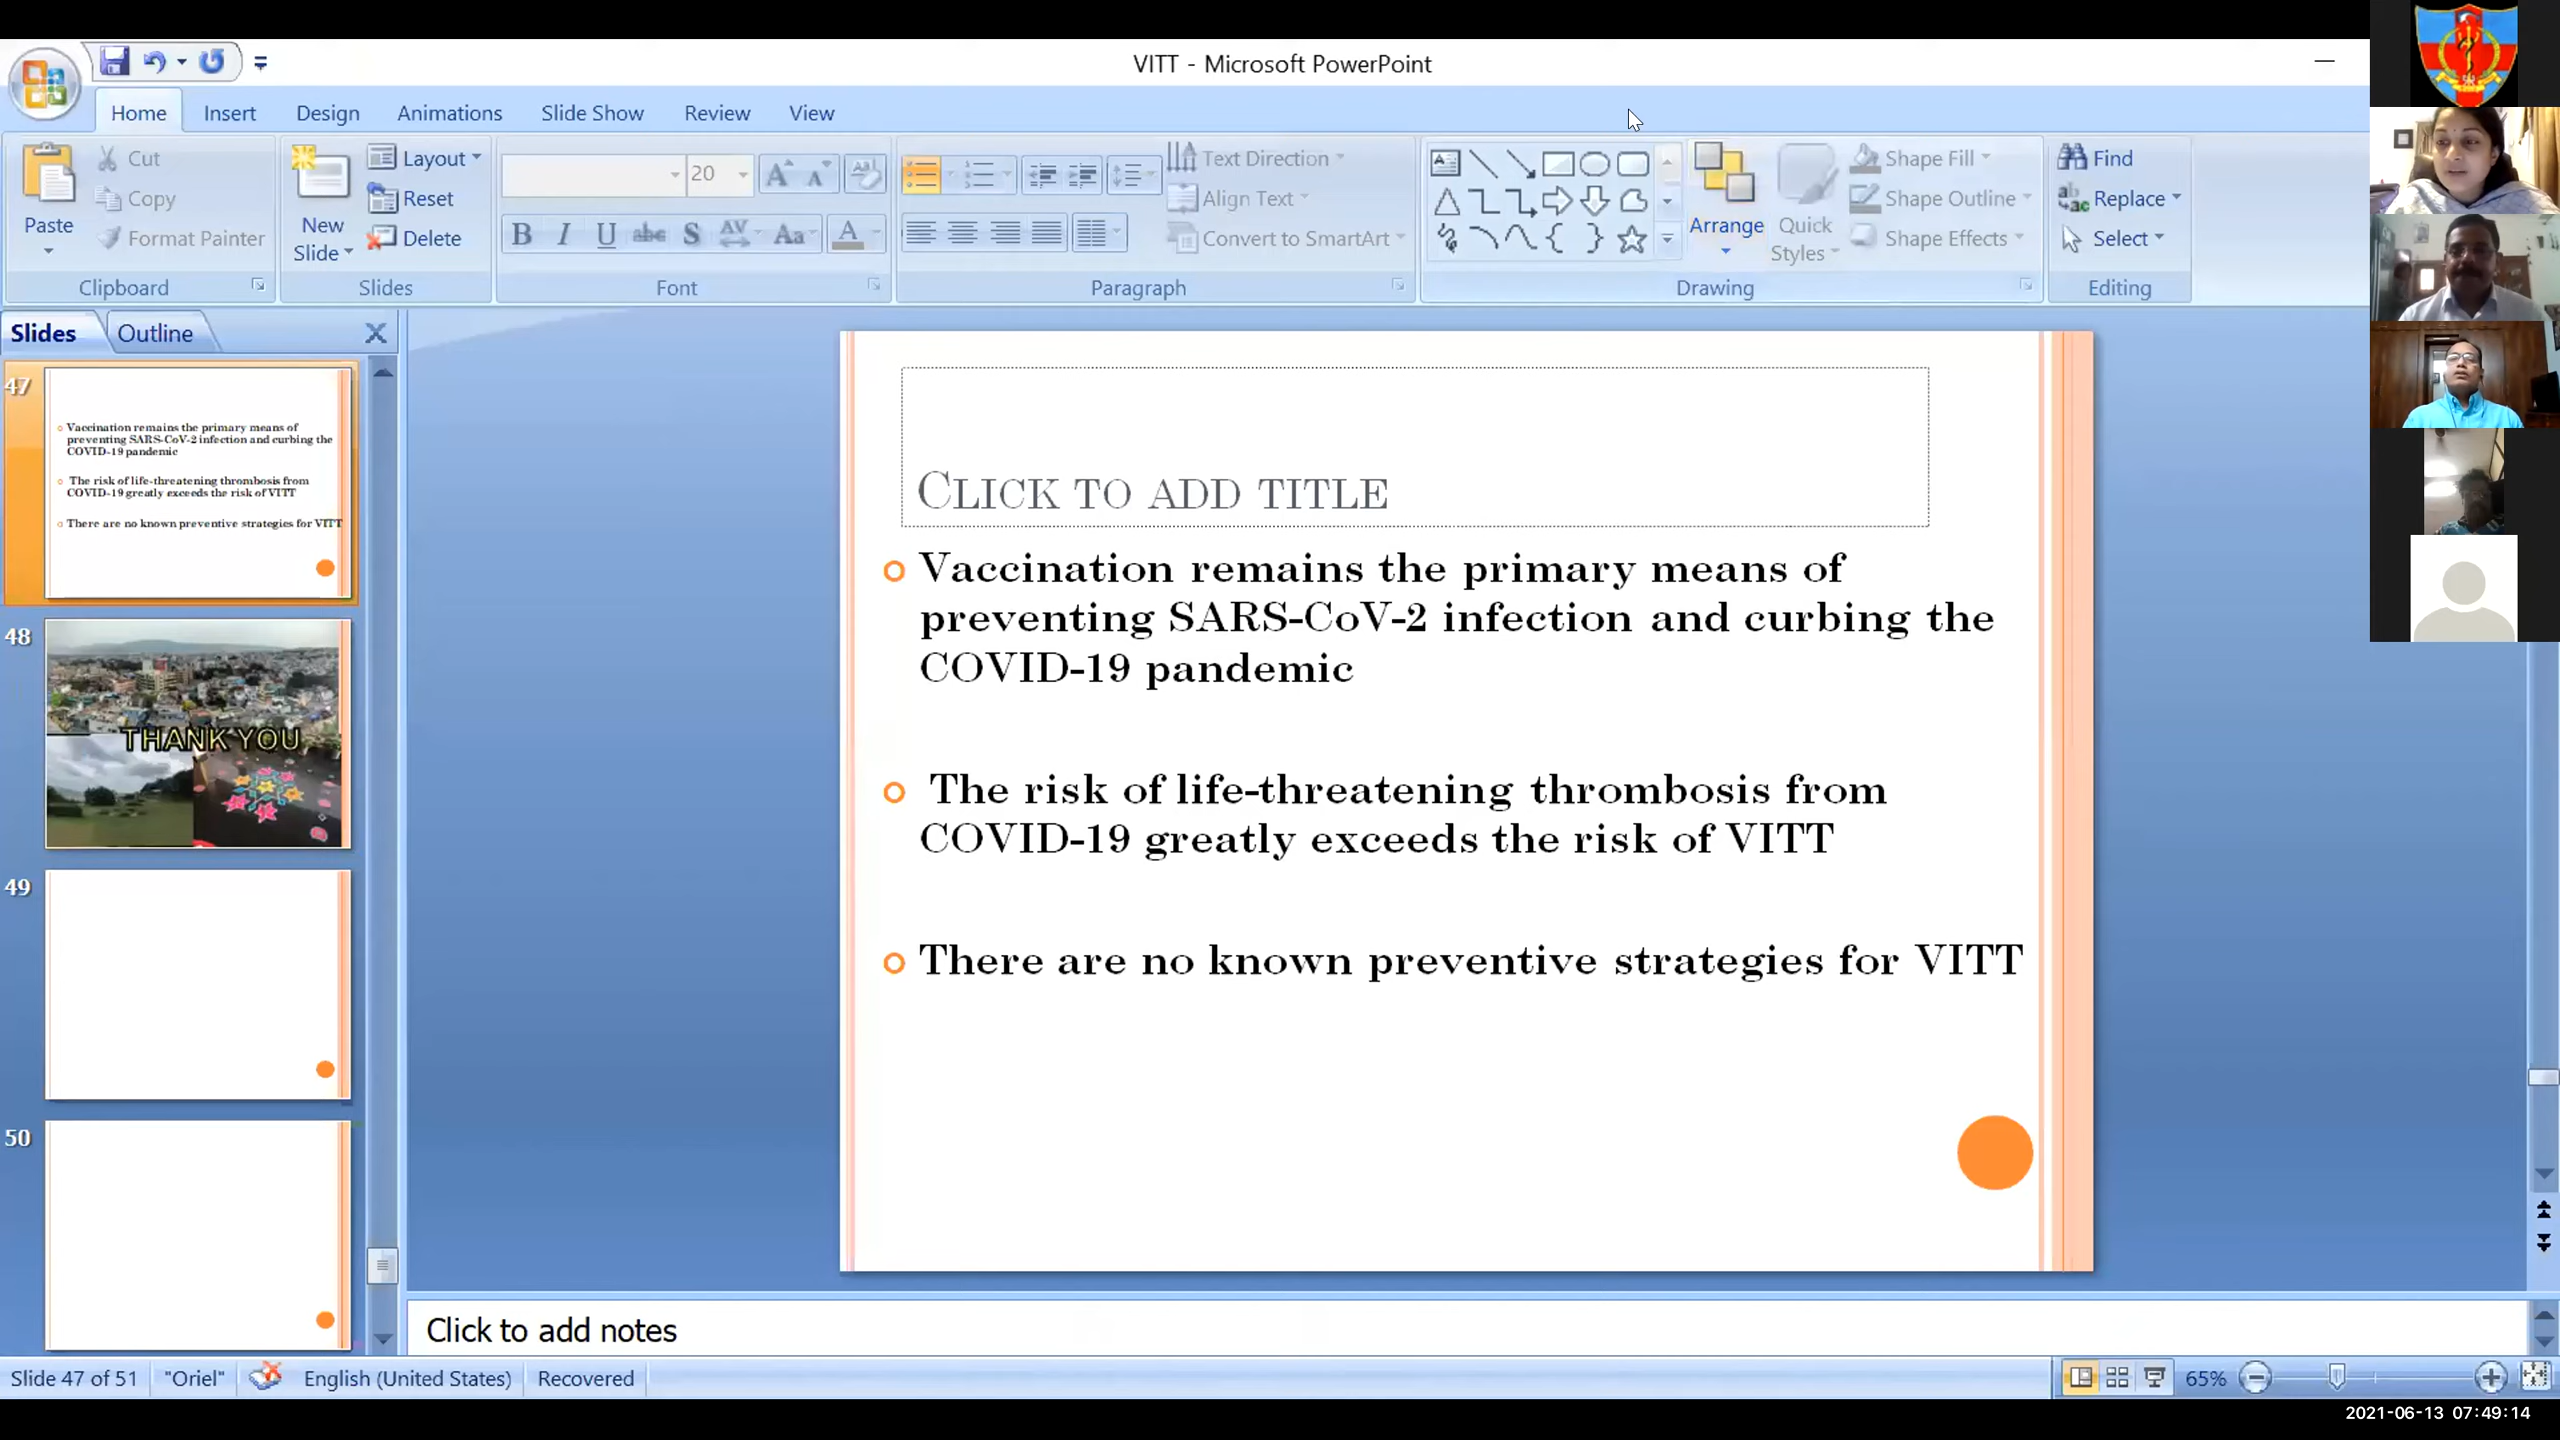 VITT - Microsoft PowerPoint
Home Insert Design Animations Slide Show Review View
Paste
Cut
Copy
Format Painter
Clipboard
New
Slide
Layout
Reset
Delete
Slides
20
B I U abc S AV Aa A
Font
Text Direction
Align Text
Convert to SmartArt
Paragraph
Arrange
Quick
Styles
Shape Fill
Shape Outline
Shape Effects
Drawing
Find
Replace
Select
Editing
Slides Outline
47
Vaccination remains the primary means of
preventing SARS-CoV-2 infection and curbing the
COVID-19 pandemic
The risk of life-threatening thrombosis from
COVID-19 greatly exceeds the risk of VITT
There are no known preventive strategies for VITT
48
THANK YOU
49
50
CLICK TO ADD TITLE
Vaccination remains the primary means of
preventing SARS-CoV-2 infection and curbing the
COVID-19 pandemic
The risk of life-threatening thrombosis from
COVID-19 greatly exceeds the risk of VITT
There are no known preventive strategies for VITT
Click to add notes
Slide 47 of 51 "Oriel" English (United States) Recovered 65%
2021-06-13 07:49:14